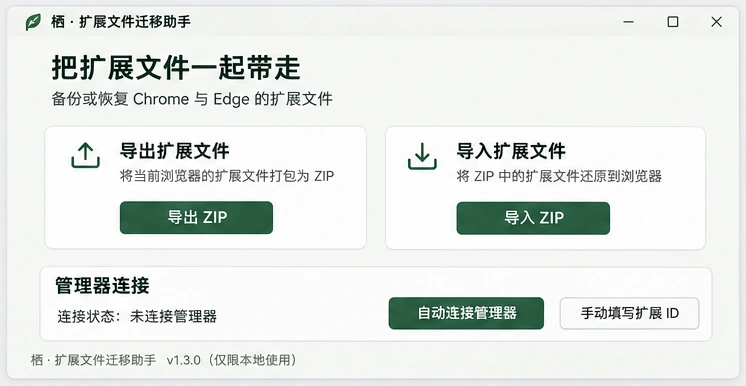 栖 · 扩展文件迁移助手
把扩展文件一起带走
备份或恢复 Chrome 与 Edge 的扩展文件
导出扩展文件
将当前浏览器的扩展文件打包为 ZIP
导出 ZIP
导入扩展文件
将 ZIP 中的扩展文件还原到浏览器
导入 ZIP
管理器连接
连接状态：未连接管理器
自动连接管理器
手动填写扩展 ID
栖 · 扩展文件迁移助手 v1.3.0（仅限本地使用）